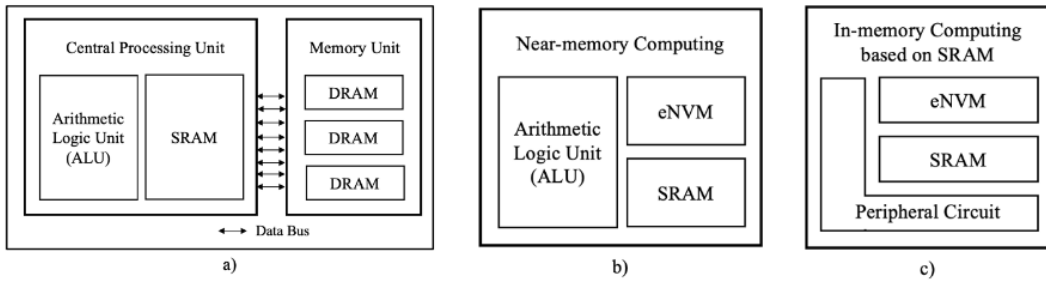 Central Processing Unit
Arithmetic
Logic Unit
(ALU)
SRAM
Memory Unit
DRAM
DRAM
DRAM
Data Bus
a)
Near-memory Computing
Arithmetic
Logic Unit
(ALU)
eNVM
SRAM
b)
In-memory Computing
based on SRAM
eNVM
SRAM
Peripheral Circuit
c)